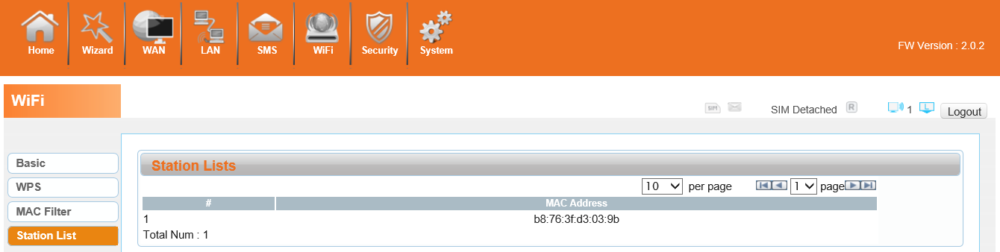 Home Wizard WAN LAN SMS WiFi Security System
FW Version : 2.0.2
WiFi
SIM SIM Detached R 1 Logout
Basic
WPS
MAC Filter
Station List
Station Lists
10 per page 1 page
# MAC Address
1 b8:76:3f:d3:03:9b
Total Num : 1